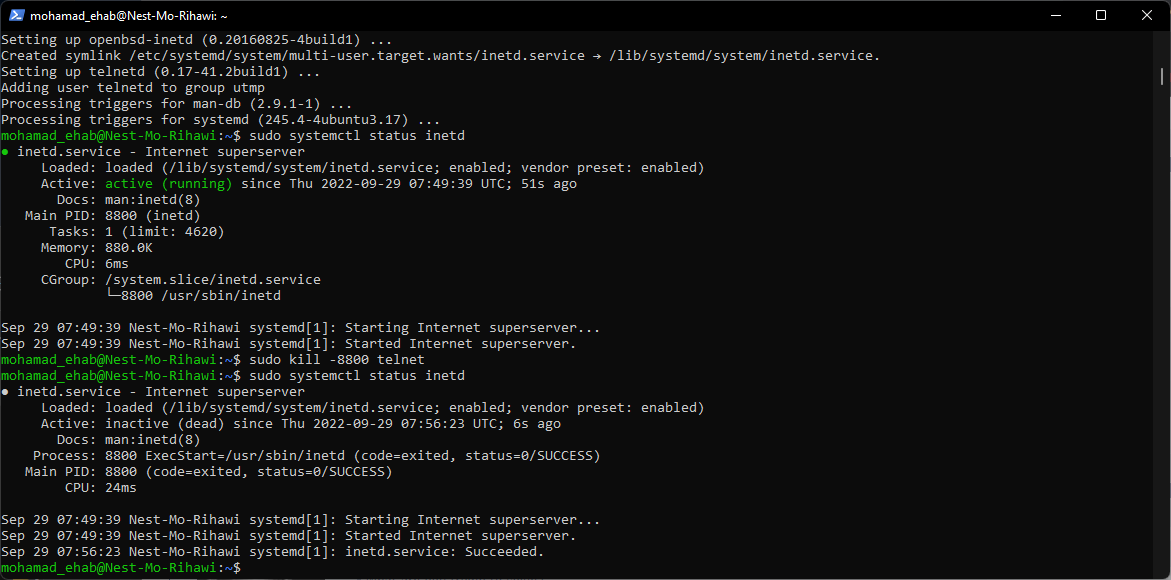 mohamad_ehab@Nest-Mo-Rihawi: ~
Setting up openbsd-inetd (0.20160825-4build1) ...
Created symlink /etc/systemd/system/multi-user.target.wants/inetd.service → /lib/systemd/system/inetd.service.
Setting up telnetd (0.17-41.2build1) ...
Adding user telnetd to group utmp
Processing triggers for man-db (2.9.1-1) ...
Processing triggers for systemd (245.4-4ubuntu3.17) ...
mohamad_ehab@Nest-Mo-Rihawi:~$ sudo systemctl status inetd
● inetd.service - Internet superserver
     Loaded: loaded (/lib/systemd/system/inetd.service; enabled; vendor preset: enabled)
     Active: active (running) since Thu 2022-09-29 07:49:39 UTC; 51s ago
       Docs: man:inetd(8)
   Main PID: 8800 (inetd)
      Tasks: 1 (limit: 4620)
     Memory: 880.0K
        CPU: 6ms
     CGroup: /system.slice/inetd.service
             └─8800 /usr/sbin/inetd
Sep 29 07:49:39 Nest-Mo-Rihawi systemd[1]: Starting Internet superserver...
Sep 29 07:49:39 Nest-Mo-Rihawi systemd[1]: Started Internet superserver.
mohamad_ehab@Nest-Mo-Rihawi:~$ sudo kill -8800 telnet
mohamad_ehab@Nest-Mo-Rihawi:~$ sudo systemctl status inetd
● inetd.service - Internet superserver
     Loaded: loaded (/lib/systemd/system/inetd.service; enabled; vendor preset: enabled)
     Active: inactive (dead) since Thu 2022-09-29 07:56:23 UTC; 6s ago
       Docs: man:inetd(8)
    Process: 8800 ExecStart=/usr/sbin/inetd (code=exited, status=0/SUCCESS)
   Main PID: 8800 (code=exited, status=0/SUCCESS)
        CPU: 24ms
Sep 29 07:49:39 Nest-Mo-Rihawi systemd[1]: Starting Internet superserver...
Sep 29 07:49:39 Nest-Mo-Rihawi systemd[1]: Started Internet superserver.
Sep 29 07:56:23 Nest-Mo-Rihawi systemd[1]: inetd.service: Succeeded.
mohamad_ehab@Nest-Mo-Rihawi:~$